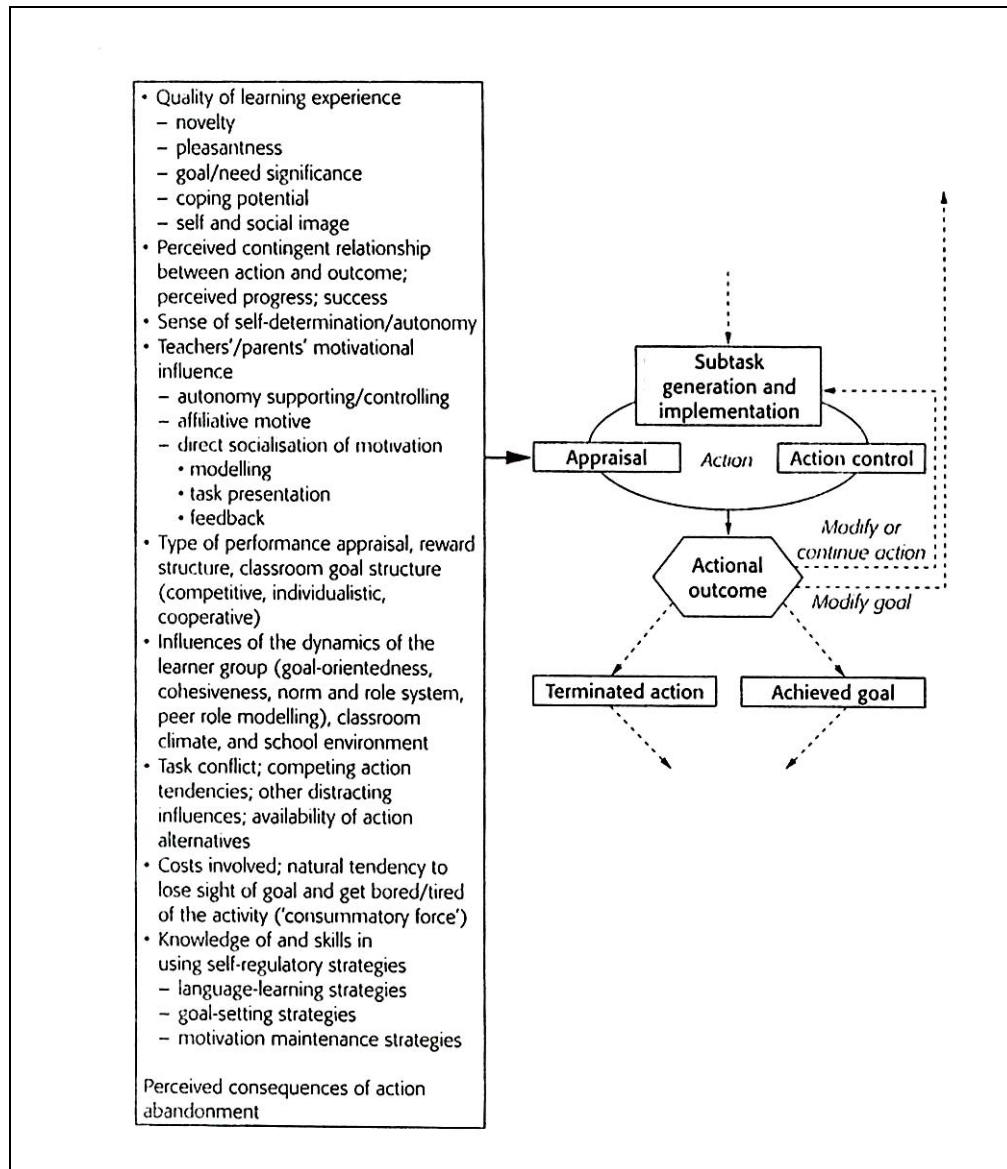 • Quality of learning experience
– novelty
– pleasantness
– goal/need significance
– coping potential
– self and social image
• Perceived contingent relationship
between action and outcome;
perceived progress; success
• Sense of self-determination/autonomy
• Teachers'/parents' motivational
influence
– autonomy supporting/controlling
– affiliative motive
– direct socialisation of motivation
• modelling
• task presentation
• feedback
• Type of performance appraisal, reward
structure, classroom goal structure
(competitive, individualistic,
cooperative)
• Influences of the dynamics of the
learner group (goal-orientedness,
cohesiveness, norm and role system,
peer role modelling), classroom
climate, and school environment
• Task conflict; competing action
tendencies; other distracting
influences; availability of action
alternatives
• Costs involved; natural tendency to
lose sight of goal and get bored/tired
of the activity ('consummatory force')
• Knowledge of and skills in
using self-regulatory strategies
– language-learning strategies
– goal-setting strategies
– motivation maintenance strategies
Perceived consequences of action
abandonment
Subtask
generation and
implementation
Appraisal
Action
Action control
Modify or
continue action
Actional
outcome
Modify goal
Terminated action
Achieved goal